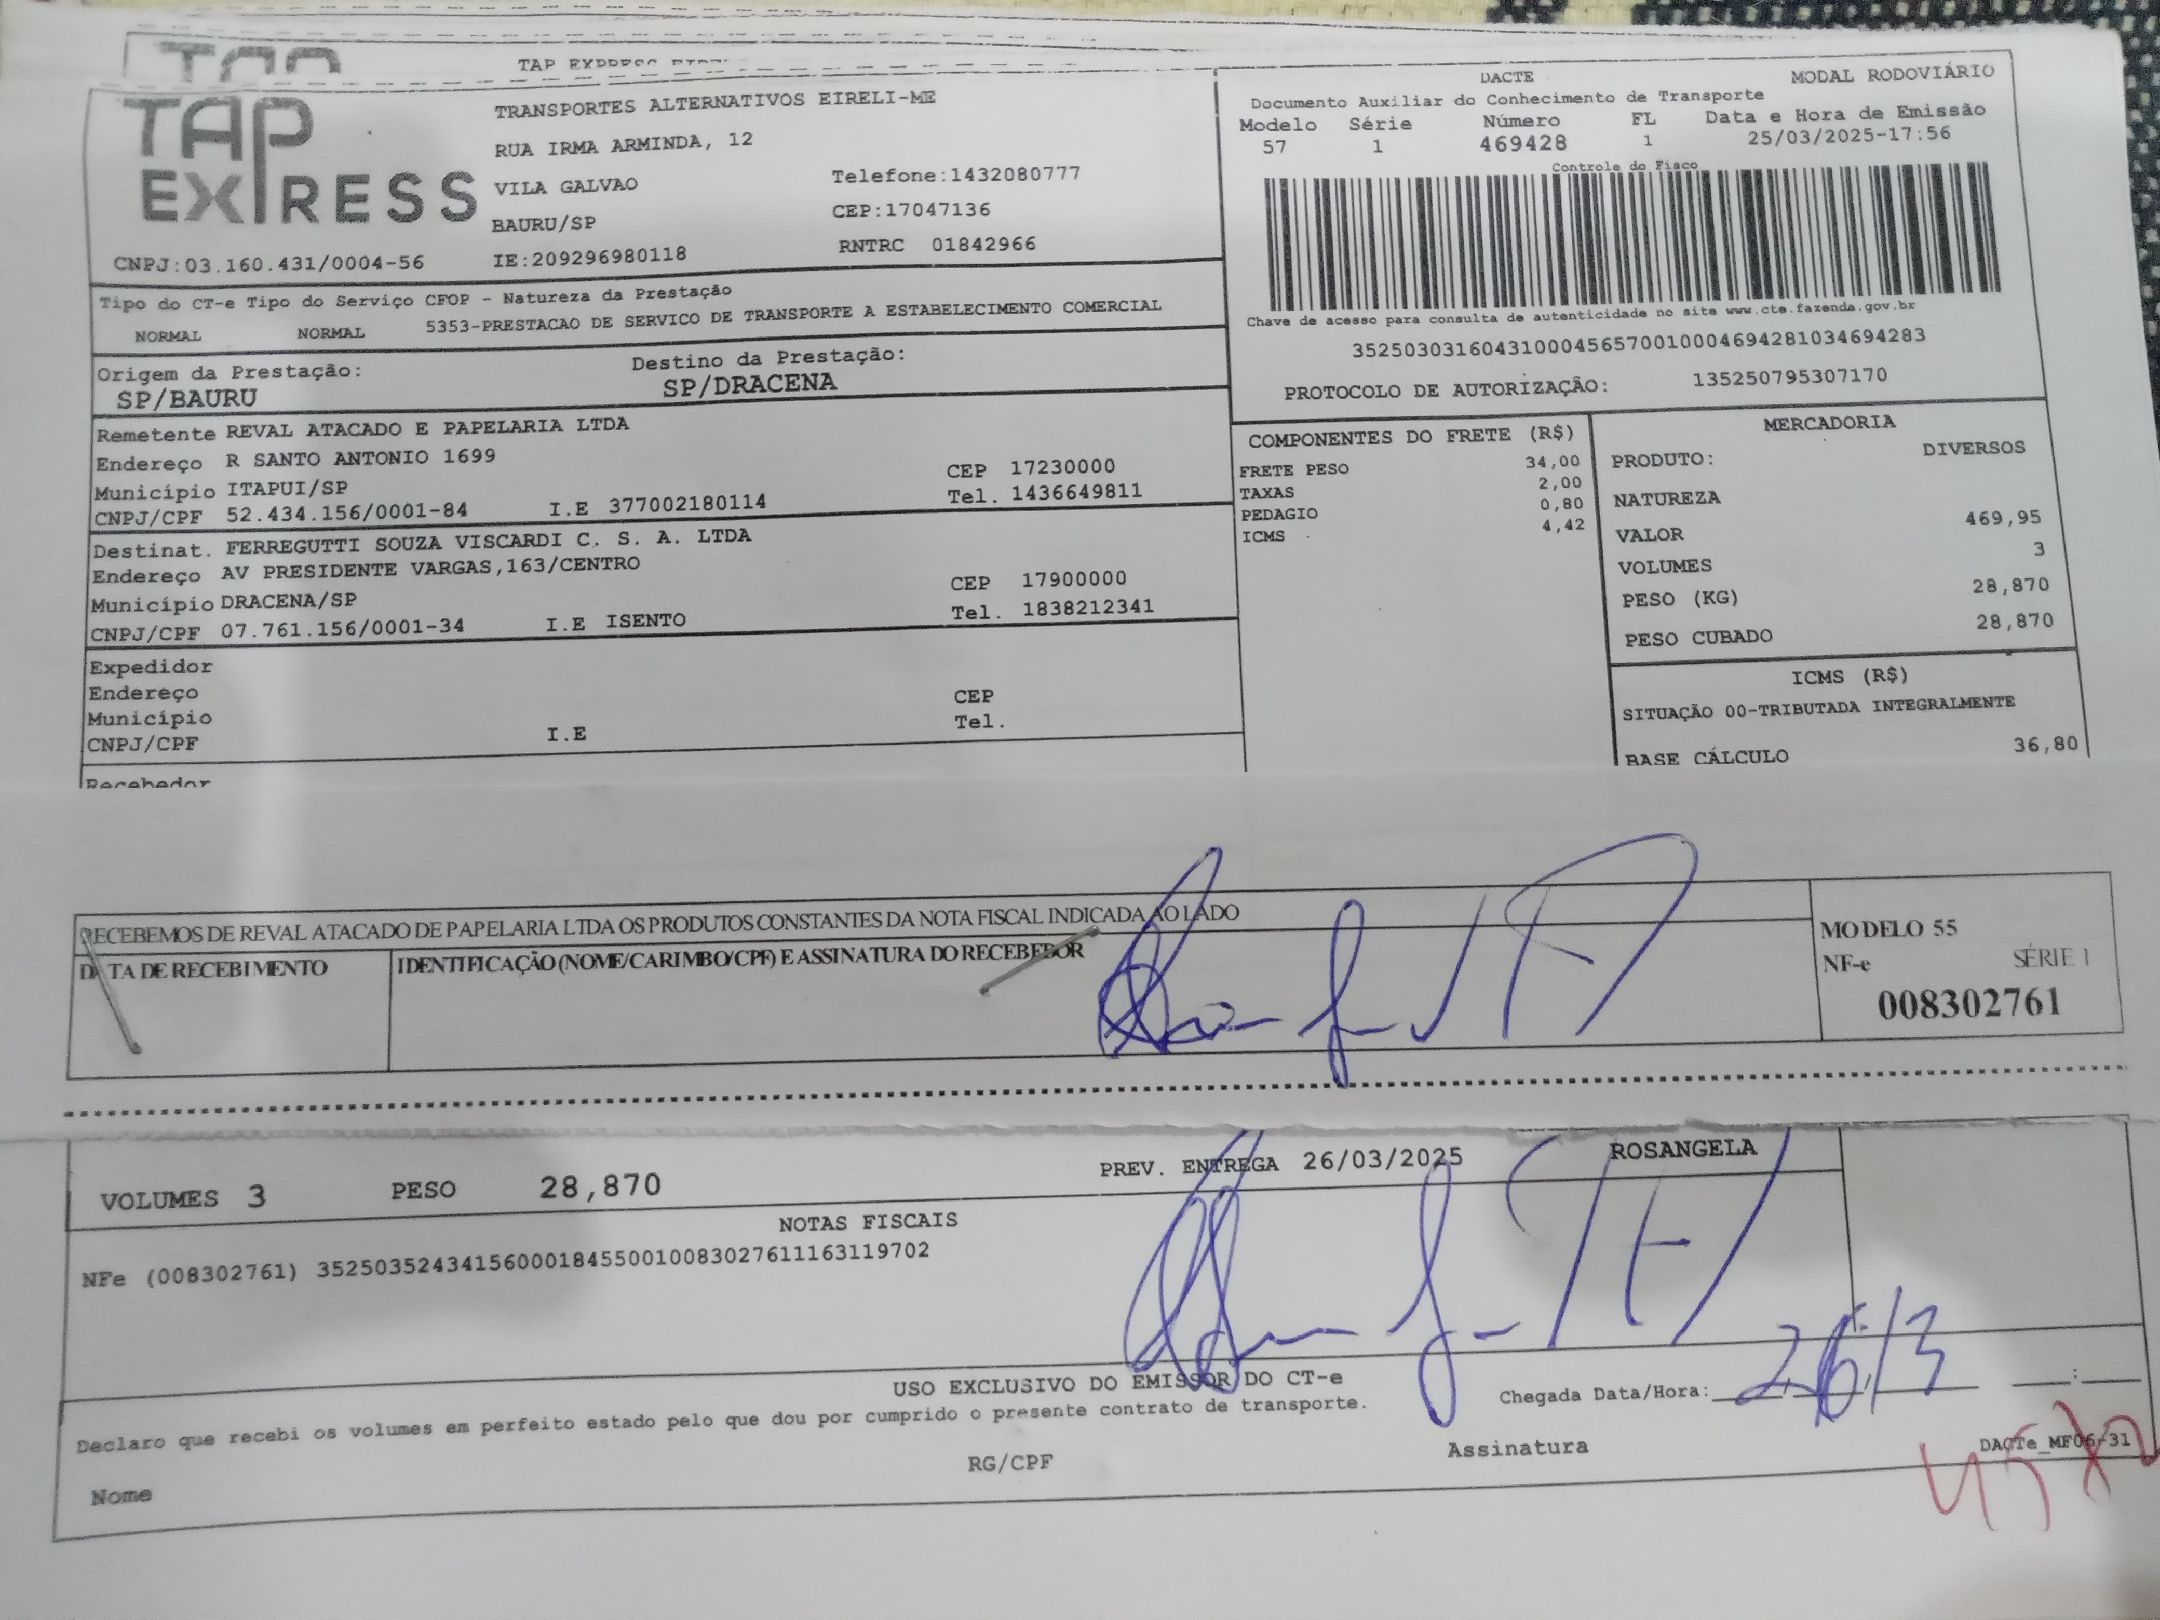 TAP EXPRESS
TRANSPORTES ALTERNATIVOS EIRELI-ME
RUA IRMA ARMINDA, 12
VILA GALVAO Telefone:1432080777
BAURU/SP CEP:17047136
CNPJ:03.160.431/0004-56 IE:209296980118 RNTRC 01842966
DACTE MODAL RODOVIÁRIO
Documento Auxiliar do Conhecimento de Transporte
Modelo Série Número FL Data e Hora de Emissão
57 1 469428 1 25/03/2025-17:56
Controle do Fisco
Chave de acesso para consulta de autenticidade no site www.cte.fazenda.gov.br
35250303160431000456570010004694281034694283
PROTOCOLO DE AUTORIZAÇÃO: 135250795307170
Tipo do CT-e Tipo do Serviço CFOP - Natureza da Prestação
NORMAL NORMAL 5353-PRESTACAO DE SERVICO DE TRANSPORTE A ESTABELECIMENTO COMERCIAL
Origem da Prestação: Destino da Prestação:
SP/BAURU SP/DRACENA
Remetente REVAL ATACADO E PAPELARIA LTDA
Endereço R SANTO ANTONIO 1699 CEP 17230000
Município ITAPUI/SP Tel. 1436649811
CNPJ/CPF 52.434.156/0001-84 I.E 377002180114
Destinat. FERREGUTTI SOUZA VISCARDI C. S. A. LTDA
Endereço AV PRESIDENTE VARGAS,163/CENTRO CEP 17900000
Município DRACENA/SP Tel. 1838212341
CNPJ/CPF 07.761.156/0001-34 I.E ISENTO
Expedidor
Endereço CEP
Município Tel.
CNPJ/CPF I.E
Recebedor
COMPONENTES DO FRETE (R$)
FRETE PESO 34,00
TAXAS 2,00
PEDAGIO 0,80
ICMS 4,42
MERCADORIA
PRODUTO: DIVERSOS
NATUREZA
VALOR 469,95
VOLUMES 3
PESO (KG) 28,870
PESO CUBADO 28,870
ICMS (R$)
SITUAÇÃO 00-TRIBUTADA INTEGRALMENTE
BASE CÁLCULO 36,80
RECEBEMOS DE REVAL ATACADO DE PAPELARIA LTDA OS PRODUTOS CONSTANTES DA NOTA FISCAL INDICADA AO LADO
DATA DE RECEBIMENTO IDENTIFICAÇÃO (NOME/CARIMBO/CPF) E ASSINATURA DO RECEBEDOR
MODELO 55
NF-e SÉRIE 1
008302761
VOLUMES 3 PESO 28,870 PREV. ENTREGA 26/03/2025 ROSANGELA
NOTAS FISCAIS
NFe (008302761) 35250352434156000184550010083027611163119702
USO EXCLUSIVO DO EMISSOR DO CT-e
Declaro que recebi os volumes em perfeito estado pelo que dou por cumprido o presente contrato de transporte.
Chegada Data/Hora: 26/3
Nome RG/CPF Assinatura DACTe_MF06-31